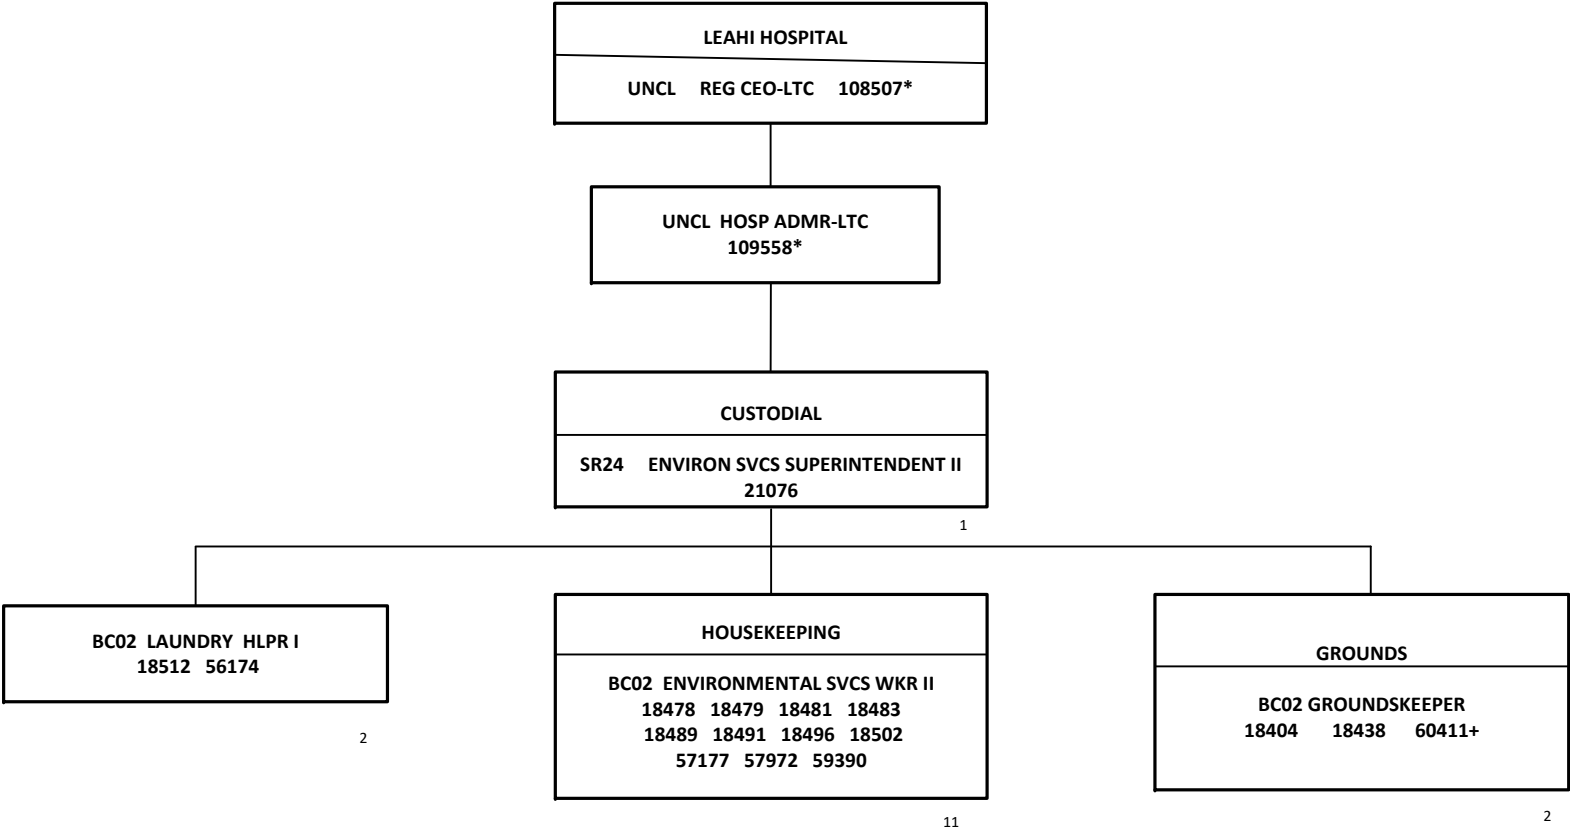 LEAHI HOSPITAL
UNCL REG CEO-LTC 108507*
UNCL HOSP ADMR-LTC
109558*
CUSTODIAL
SR24 ENVIRON SVCS SUPERINTENDENT II
21076
1
BC02 LAUNDRY HLPR I
18512 56174
2
HOUSEKEEPING
BC02 ENVIRONMENTAL SVCS WKR II
18478 18479 18481 18483
18489 18491 18496 18502
57177 57972 59390
11
GROUNDS
BC02 GROUNDSKEEPER
18404 18438 60411+
2